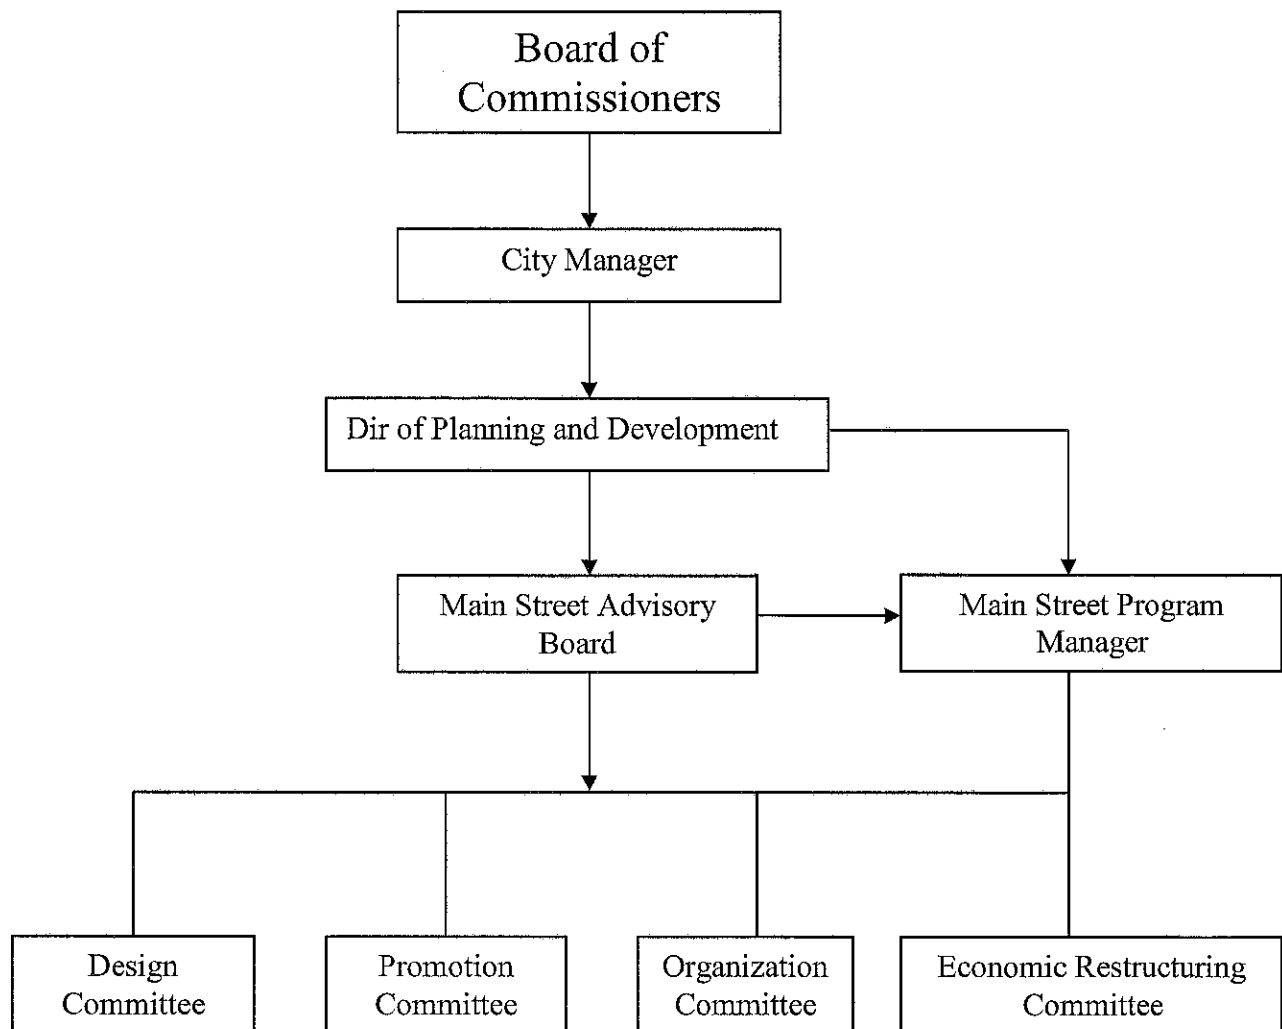 Board of
Commissioners
City Manager
Dir of Planning and Development
Main Street Advisory
Board
Main Street Program
Manager
Design
Committee
Promotion
Committee
Organization
Committee
Economic Restructuring
Committee